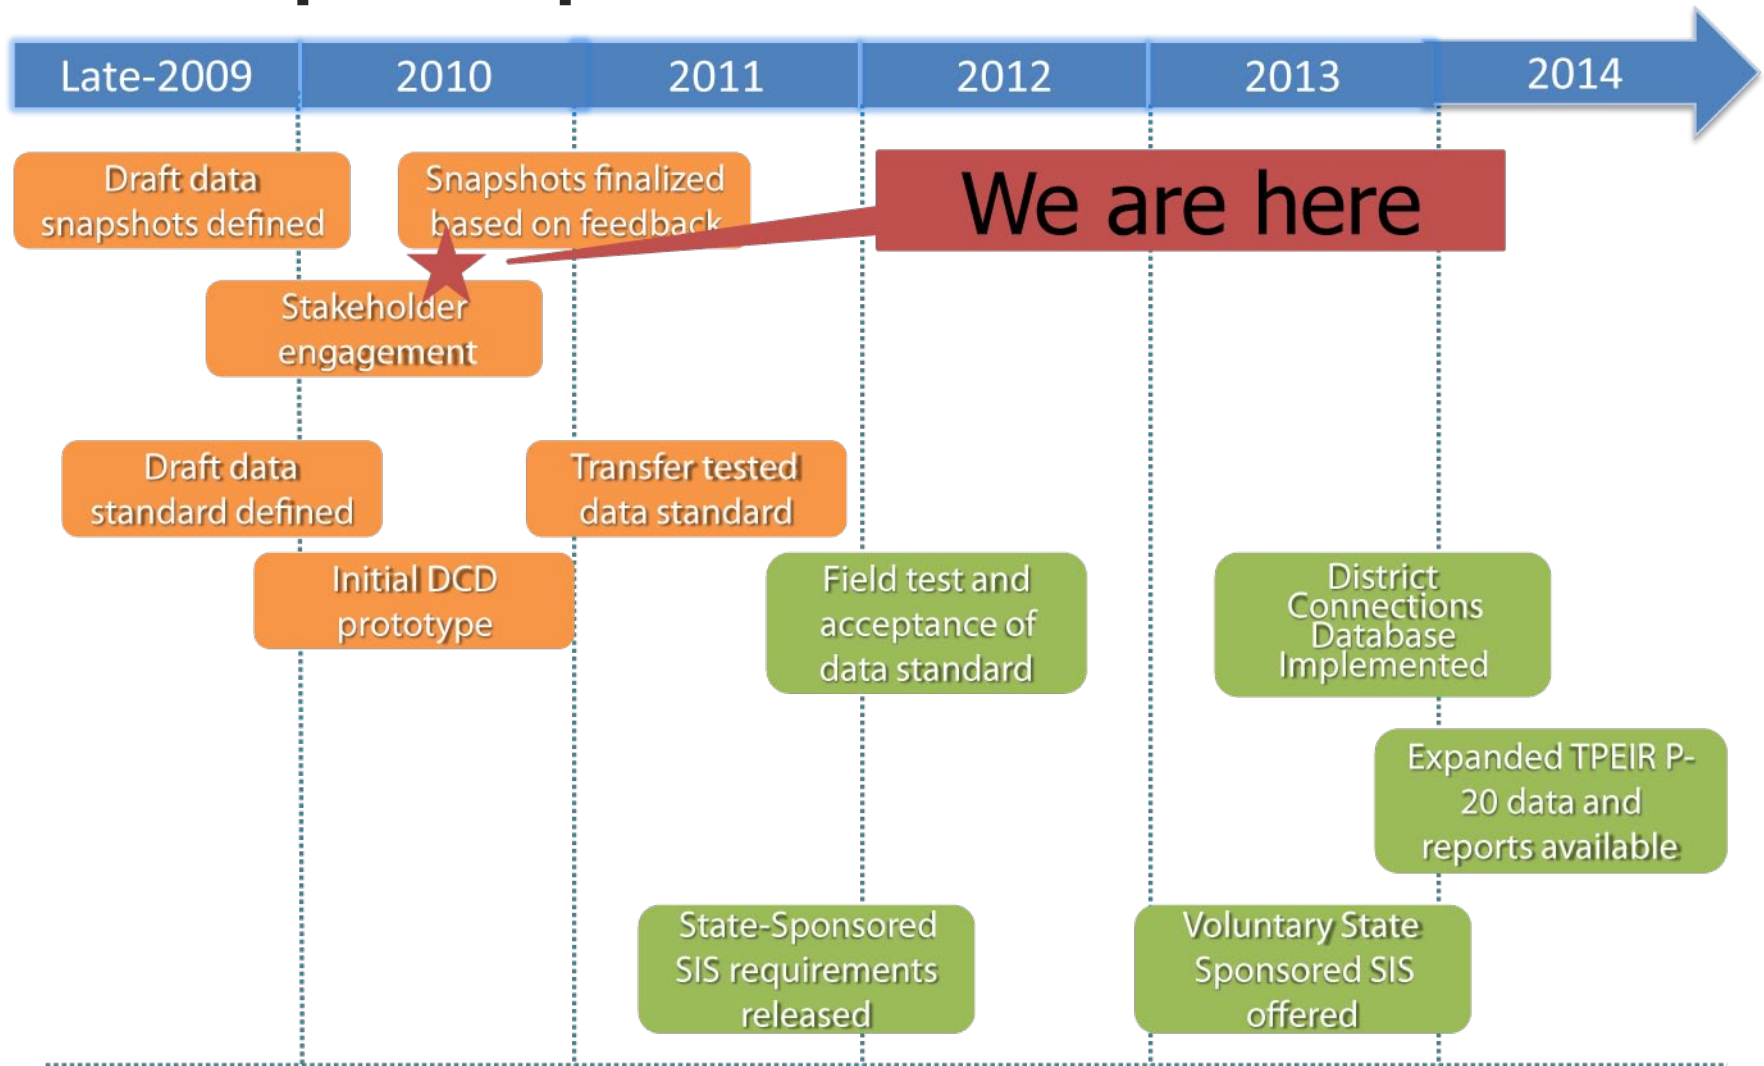 Late-2009
2010
2011
2012
2013
2014
Draft data
snapshots defined
Snapshots finalized
based on feedback
We are here
Stakeholder
engagement
Draft data
standard defined
Transfer tested
data standard
Initial DCD
prototype
Field test and
acceptance of
data standard
District
Connections
Database
Implemented
Expanded TPEIR P-
20 data and
reports available
State-Sponsored
SIS requirements
released
Voluntary State
Sponsored SIS
offered